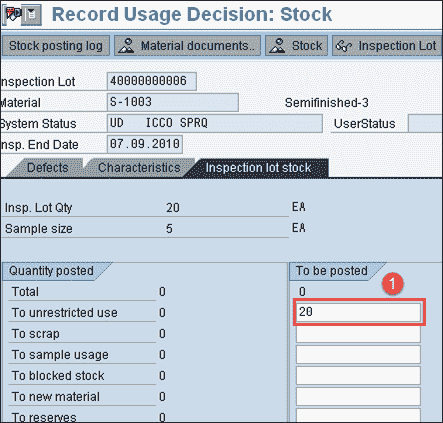 Record Usage Decision: Stock
Stock posting log Material documents.. Stock Inspection Lot
nspection Lot 40000000006
Material S-1003 Semifinished-3
System Status UD ICCO SPRQ UserStatus
nsp. End Date 07.09.2010
Defects Characteristics Inspection lot stock
Insp. Lot Qty 20 EA
Sample size 5 EA
Quantity posted To be posted
1
Total 0 0
To unrestricted use 0 20
To scrap 0
To sample usage 0
To blocked stock 0
To new material 0
To reserves 0